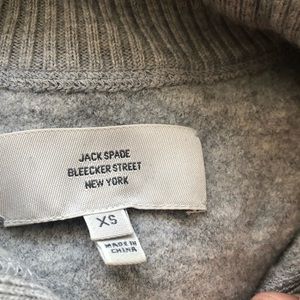 JACK SPADE
BLEECKER STREET
NEW YORK
XS
MADE IN
CHINA